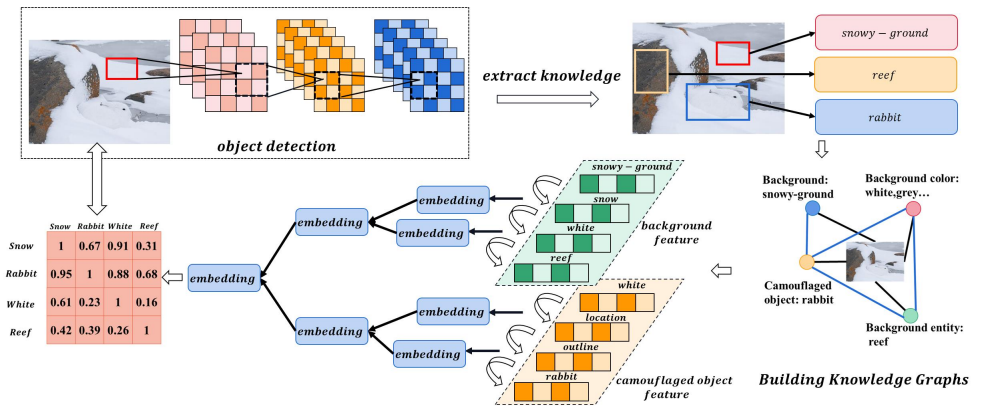 object detection
extract knowledge
snowy-ground
reef
rabbit
Background:
snowy-ground
Background color:
white,grey...
Camouflaged
object: rabbit
Background entity:
reef
Building Knowledge Graphs
snowy-ground
snow
white
reef
background
feature
white
location
outline
rabbit
camouflaged object
feature
embedding
embedding
embedding
embedding
embedding
embedding
embedding
Snow Rabbit White Reef
Snow 1 0.67 0.91 0.31
Rabbit 0.95 1 0.88 0.68
White 0.61 0.23 1 0.16
Reef 0.42 0.39 0.26 1